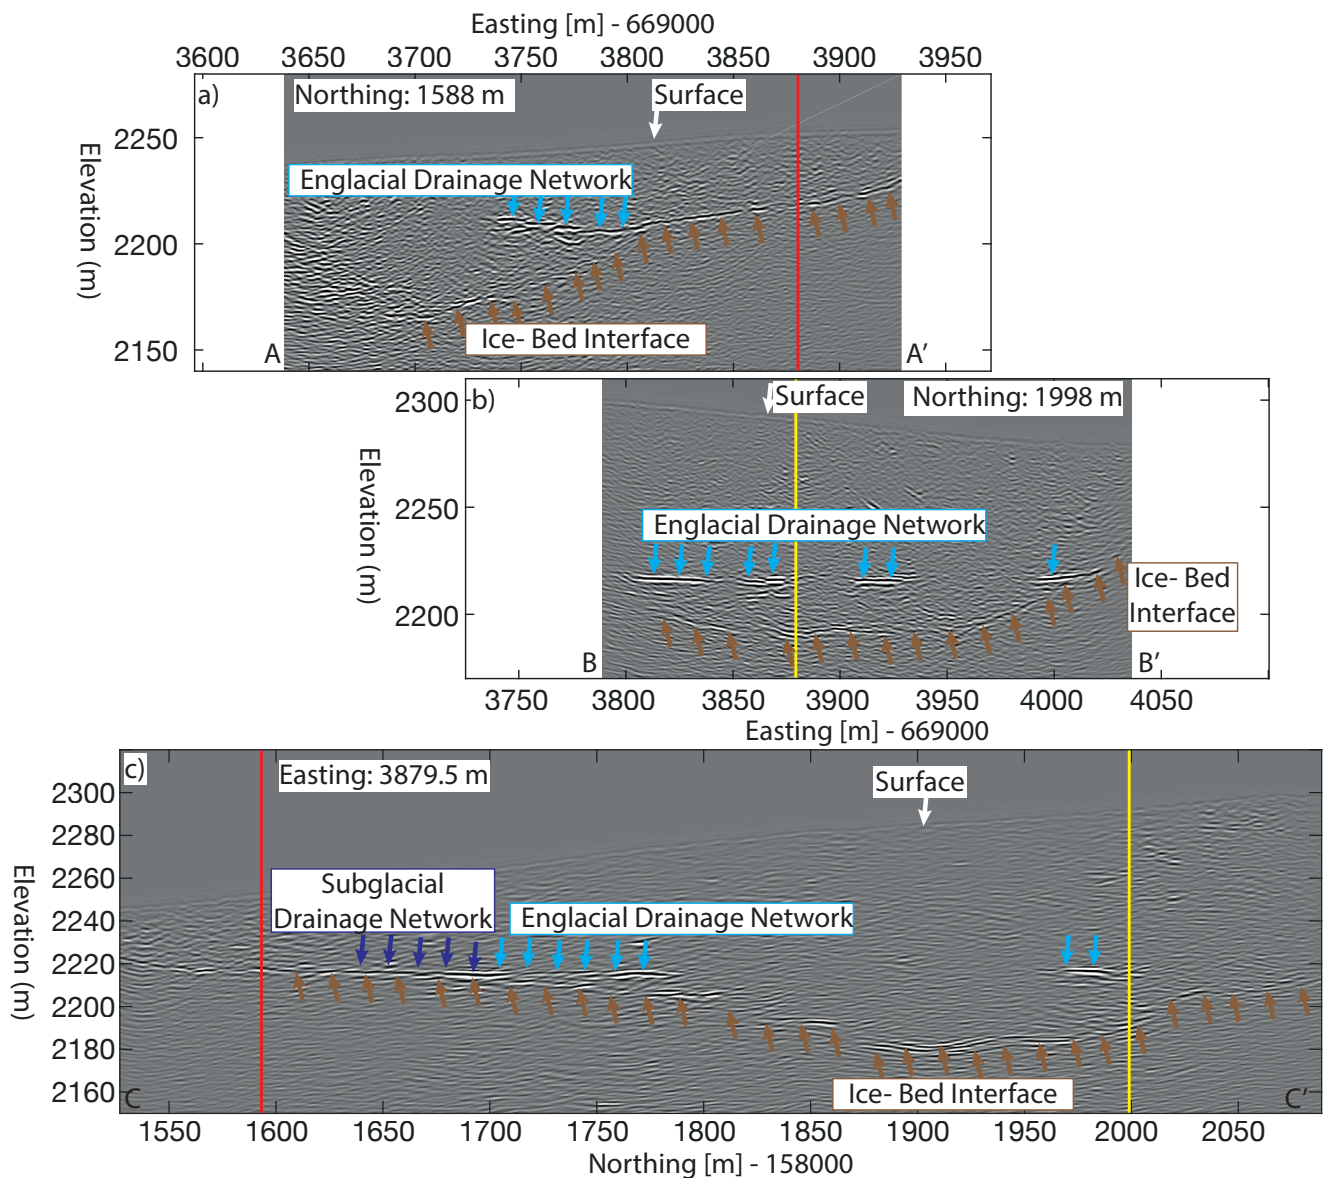 Easting [m] - 669000
3600 3650 3700 3750 3800 3850 3900 3950
a)
Northing: 1588 m
Surface
Elevation (m)
2250
2200
2150
Englacial Drainage Network
Ice- Bed Interface
A
A’
b)
Surface
Northing: 1998 m
Elevation (m)
2300
2250
2200
Englacial Drainage Network
Ice- Bed
Interface
B
B’
3750 3800 3850 3900 3950 4000 4050
Easting [m] - 669000
c)
Easting: 3879.5 m
Surface
Elevation (m)
2300
2280
2260
2240
2220
2200
2180
2160
Subglacial
Drainage Network
Englacial Drainage Network
Ice- Bed Interface
C
C’
1550 1600 1650 1700 1750 1800 1850 1900 1950 2000 2050
Northing [m] - 158000